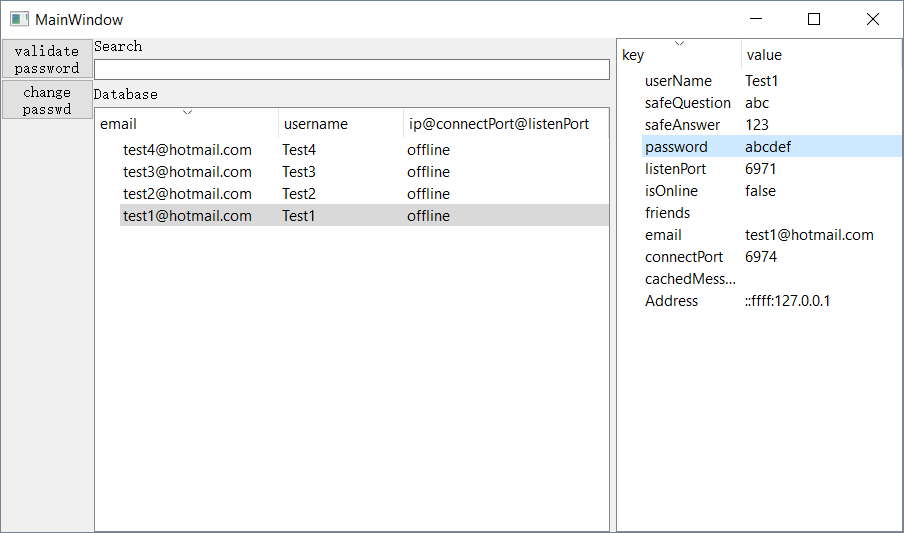 MainWindow
validate
password
change
passwd
Search
Database
email username ip@connectPort@listenPort
test4@hotmail.com Test4 offline
test3@hotmail.com Test3 offline
test2@hotmail.com Test2 offline
test1@hotmail.com Test1 offline
key value
userName Test1
safeQuestion abc
safeAnswer 123
password abcdef
listenPort 6971
isOnline false
friends
email test1@hotmail.com
connectPort 6974
cachedMess...
Address ::ffff:127.0.0.1